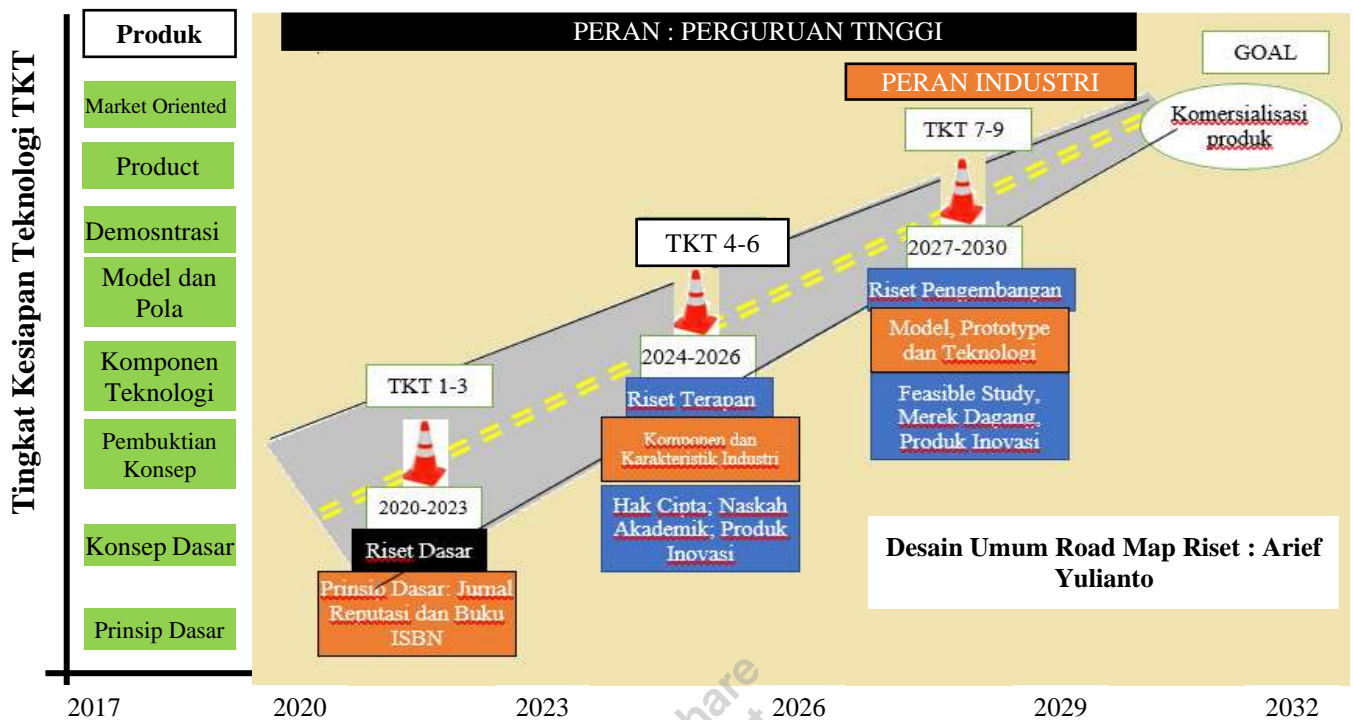 Tingkat Kesiapan Teknologi TKT
Produk
Market Oriented
Product
Demosntrasi
Model dan
Pola
Komponen
Teknologi
Pembuktian
Konsep
Konsep Dasar
Prinsip Dasar
PERAN : PERGURUAN TINGGI
PERAN INDUSTRI
GOAL
Komersialisasi
produk
TKT 7-9
2027-2030
Riset Pengembangan
Model, Prototype
dan Teknologi
Feasible Study,
Merek Dagang,
Produk Inovasi
TKT 4-6
2024-2026
Riset Terapan
Komponen dan
Karakteristik Industri
Hak Cipta; Naskah
Akademik; Produk
Inovasi
TKT 1-3
2020-2023
Riset Dasar
Prinsip Dasar: Jurnal
Reputasi dan Buku
ISBN
Desain Umum Road Map Riset : Arief
Yulianto
2017
2020
2023
2026
2029
2032